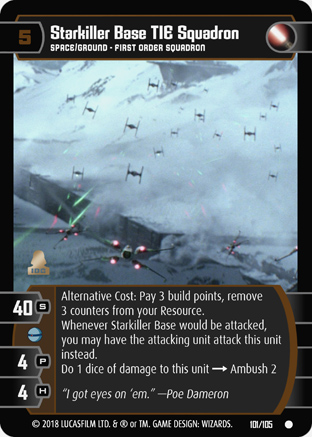 5
Starkiller Base TIE Squadron
SPACE/GROUND - FIRST ORDER SQUADRON
40 S
4 P
4 H
Alternative Cost: Pay 3 build points, remove
3 counters from your Resource.
Whenever Starkiller Base would be attacked,
you may have the attacking unit attack this unit
instead.
Do 1 dice of damage to this unit → Ambush 2
“I got eyes on ’em.” —Poe Dameron
© 2018 LUCASFILM LTD. & ® or TM. GAME DESIGN: WIZARDS.
101/105